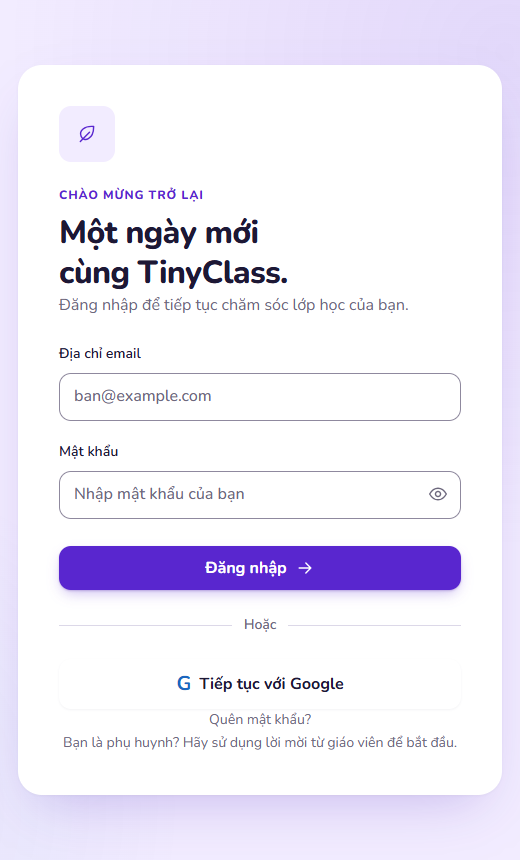 CHÀO MỪNG TRỞ LẠI
Một ngày mới
cùng TinyClass.
Đăng nhập để tiếp tục chăm sóc lớp học của bạn.
Địa chỉ email
ban@example.com
Mật khẩu
Nhập mật khẩu của bạn
Đăng nhập →
Hoặc
G Tiếp tục với Google
Quên mật khẩu?
Bạn là phụ huynh? Hãy sử dụng lời mời từ giáo viên để bắt đầu.